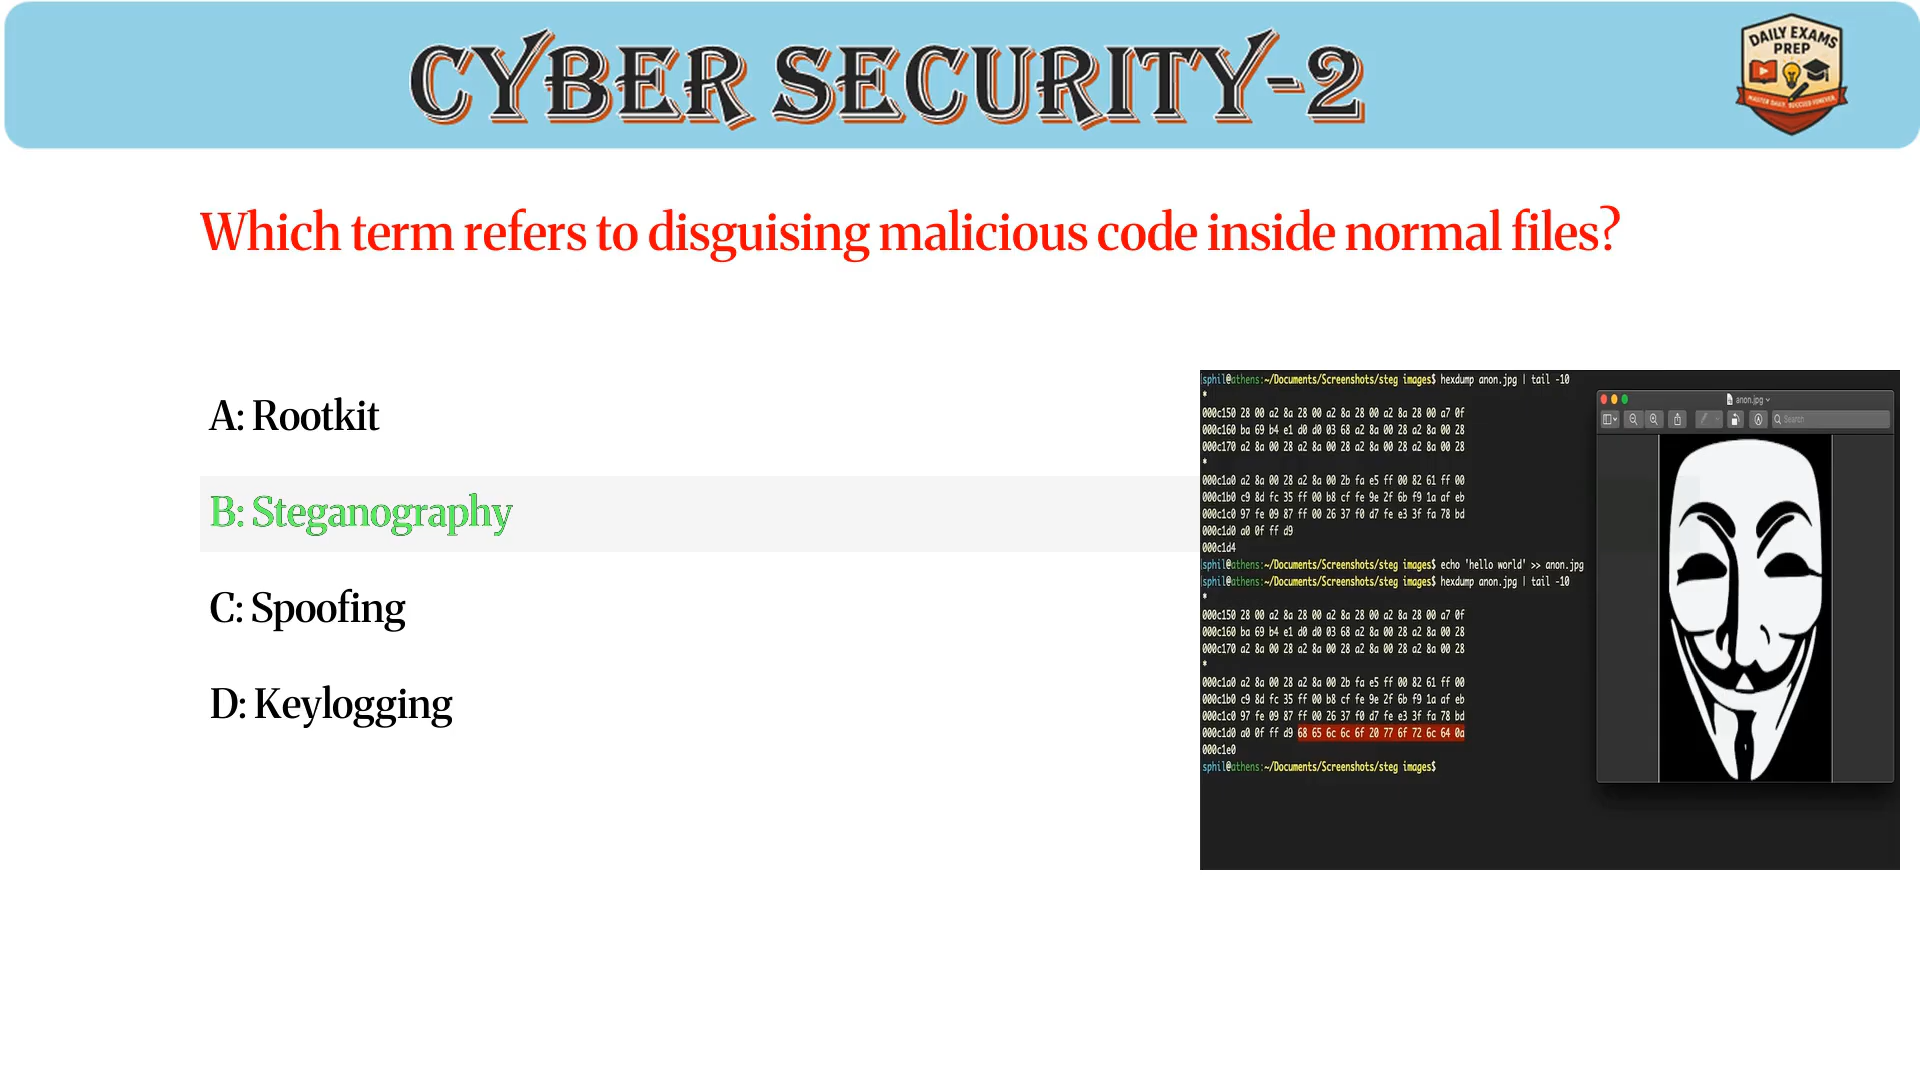 CYBER SECURITY-2
DAILY EXAMS
PREP
MASTER DAILY. SUCCEED FOREVER.
Which term refers to disguising malicious code inside normal files?
A: Rootkit
B: Steganography
C: Spoofing
D: Keylogging
sphil@athens:~/Documents/Screenshots/steg images$ hexdump anon.jpg | tail -10
*
000c150 28 00 a2 8a 28 00 a2 8a 28 00 a2 8a 28 00 a7 0f
000c160 ba 69 b4 e1 d0 d0 03 68 a2 8a 00 28 a2 8a 00 28
000c170 a2 8a 00 28 a2 8a 00 28 a2 8a 00 28 a2 8a 00 28
*
000c1a0 a2 8a 00 28 a2 8a 00 2b fa e5 ff 00 82 61 ff 00
000c1b0 c9 8d fc 35 ff 00 b8 cf fe 9e 2f 6b f9 1a af eb
000c1c0 97 fe 09 87 ff 00 26 37 f0 d7 fe e3 3f fa 78 bd
000c1d0 a0 0f ff d9
000c1d4
sphil@athens:~/Documents/Screenshots/steg images$ echo 'hello world' >> anon.jpg
sphil@athens:~/Documents/Screenshots/steg images$ hexdump anon.jpg | tail -10
*
000c150 28 00 a2 8a 28 00 a2 8a 28 00 a2 8a 28 00 a7 0f
000c160 ba 69 b4 e1 d0 d0 03 68 a2 8a 00 28 a2 8a 00 28
000c170 a2 8a 00 28 a2 8a 00 28 a2 8a 00 28 a2 8a 00 28
*
000c1a0 a2 8a 00 28 a2 8a 00 2b fa e5 ff 00 82 61 ff 00
000c1b0 c9 8d fc 35 ff 00 b8 cf fe 9e 2f 6b f9 1a af eb
000c1c0 97 fe 09 87 ff 00 26 37 f0 d7 fe e3 3f fa 78 bd
000c1d0 a0 0f ff d9 68 65 6c 6c 6f 20 77 6f 72 6c 64 0a
000c1e0
sphil@athens:~/Documents/Screenshots/steg images$
anon.jpg
Search